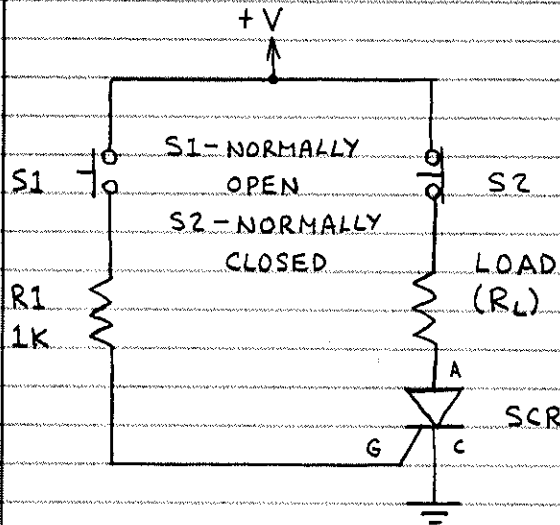 +V
S1-NORMALLY
OPEN
S1
S2
S2-NORMALLY
CLOSED
LOAD
(RL)
R1
1K
A
SCR
G
C